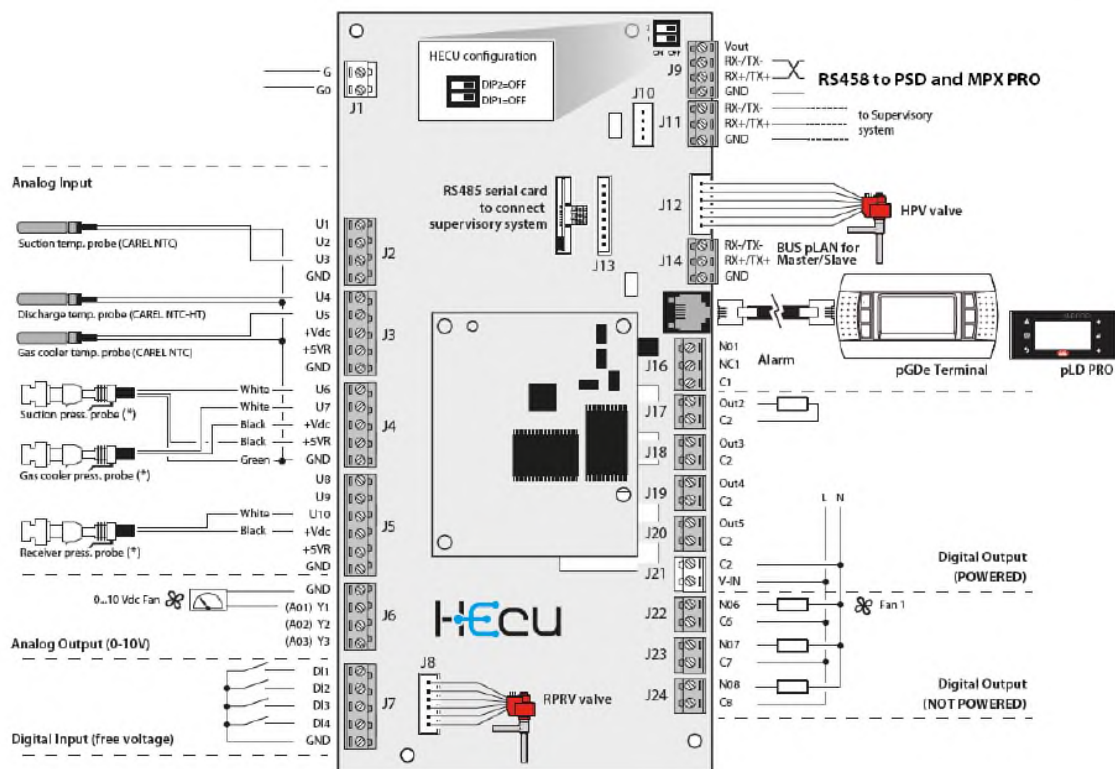 HECU configuration
DIP2=OFF
DIP1=OFF
2
1
ON OFF
G
G0
J1
Analog Input
Suction temp. probe (CAREL NTC)
U1
U2
U3
GND
J2
Discharge temp. probe (CAREL NTC-HT)
Gas cooler temp. probe (CAREL NTC)
U4
U5
+Vdc
+5VR
GND
J3
Suction press. probe (*)
Gas cooler press. probe (*)
White U6
White U7
Black +Vdc
Black +5VR
Green GND
J4
U8
U9
White U10
Black +Vdc
+5VR
GND
J5
Receiver press. probe (*)
0...10 Vdc Fan
GND
(A01) Y1
(A02) Y2
(A03) Y3
J6
Analog Output (0-10V)
DI1
DI2
DI3
DI4
GND
J7
Digital Input (free voltage)
J8
RPRV valve
HECU
RS485 serial card
to connect
supervisory system
J13
J10
J9
Vout
RX-/TX-
RX+/TX+
GND
RS458 to PSD and MPX PRO
J11
RX-/TX-
RX+/TX+
GND
to Supervisory
system
J12
HPV valve
J14
RX-/TX-
RX+/TX+
GND
BUS pLAN for
Master/Slave
pGDe Terminal
pLD PRO
J16
N01
NC1
C1
Alarm
J17
Out2
C2
J18
Out3
C2
J19
Out4
C2
J20
Out5
C2
L N
J21
C2
V-IN
Digital Output
(POWERED)
J22
N06
C6
Fan 1
J23
N07
C7
J24
N08
C8
Digital Output
(NOT POWERED)